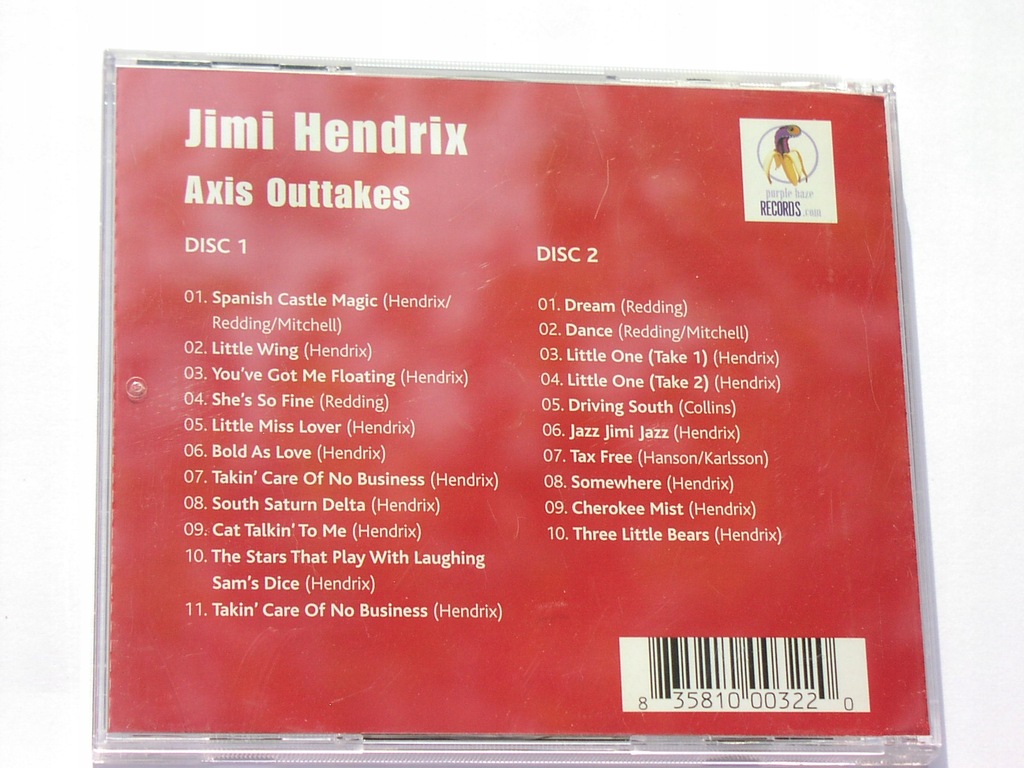 Jimi Hendrix
Axis Outtakes
purple haze
RECORDS.com
DISC 1
01. Spanish Castle Magic (Hendrix/
Redding/Mitchell)
02. Little Wing (Hendrix)
03. You've Got Me Floating (Hendrix)
04. She's So Fine (Redding)
05. Little Miss Lover (Hendrix)
06. Bold As Love (Hendrix)
07. Takin' Care Of No Business (Hendrix)
08. South Saturn Delta (Hendrix)
09. Cat Talkin' To Me (Hendrix)
10. The Stars That Play With Laughing
Sam's Dice (Hendrix)
11. Takin' Care Of No Business (Hendrix)
DISC 2
01. Dream (Redding)
02. Dance (Redding/Mitchell)
03. Little One (Take 1) (Hendrix)
04. Little One (Take 2) (Hendrix)
05. Driving South (Collins)
06. Jazz Jimi Jazz (Hendrix)
07. Tax Free (Hanson/Karlsson)
08. Somewhere (Hendrix)
09. Cherokee Mist (Hendrix)
10. Three Little Bears (Hendrix)
8 35810 00322 0